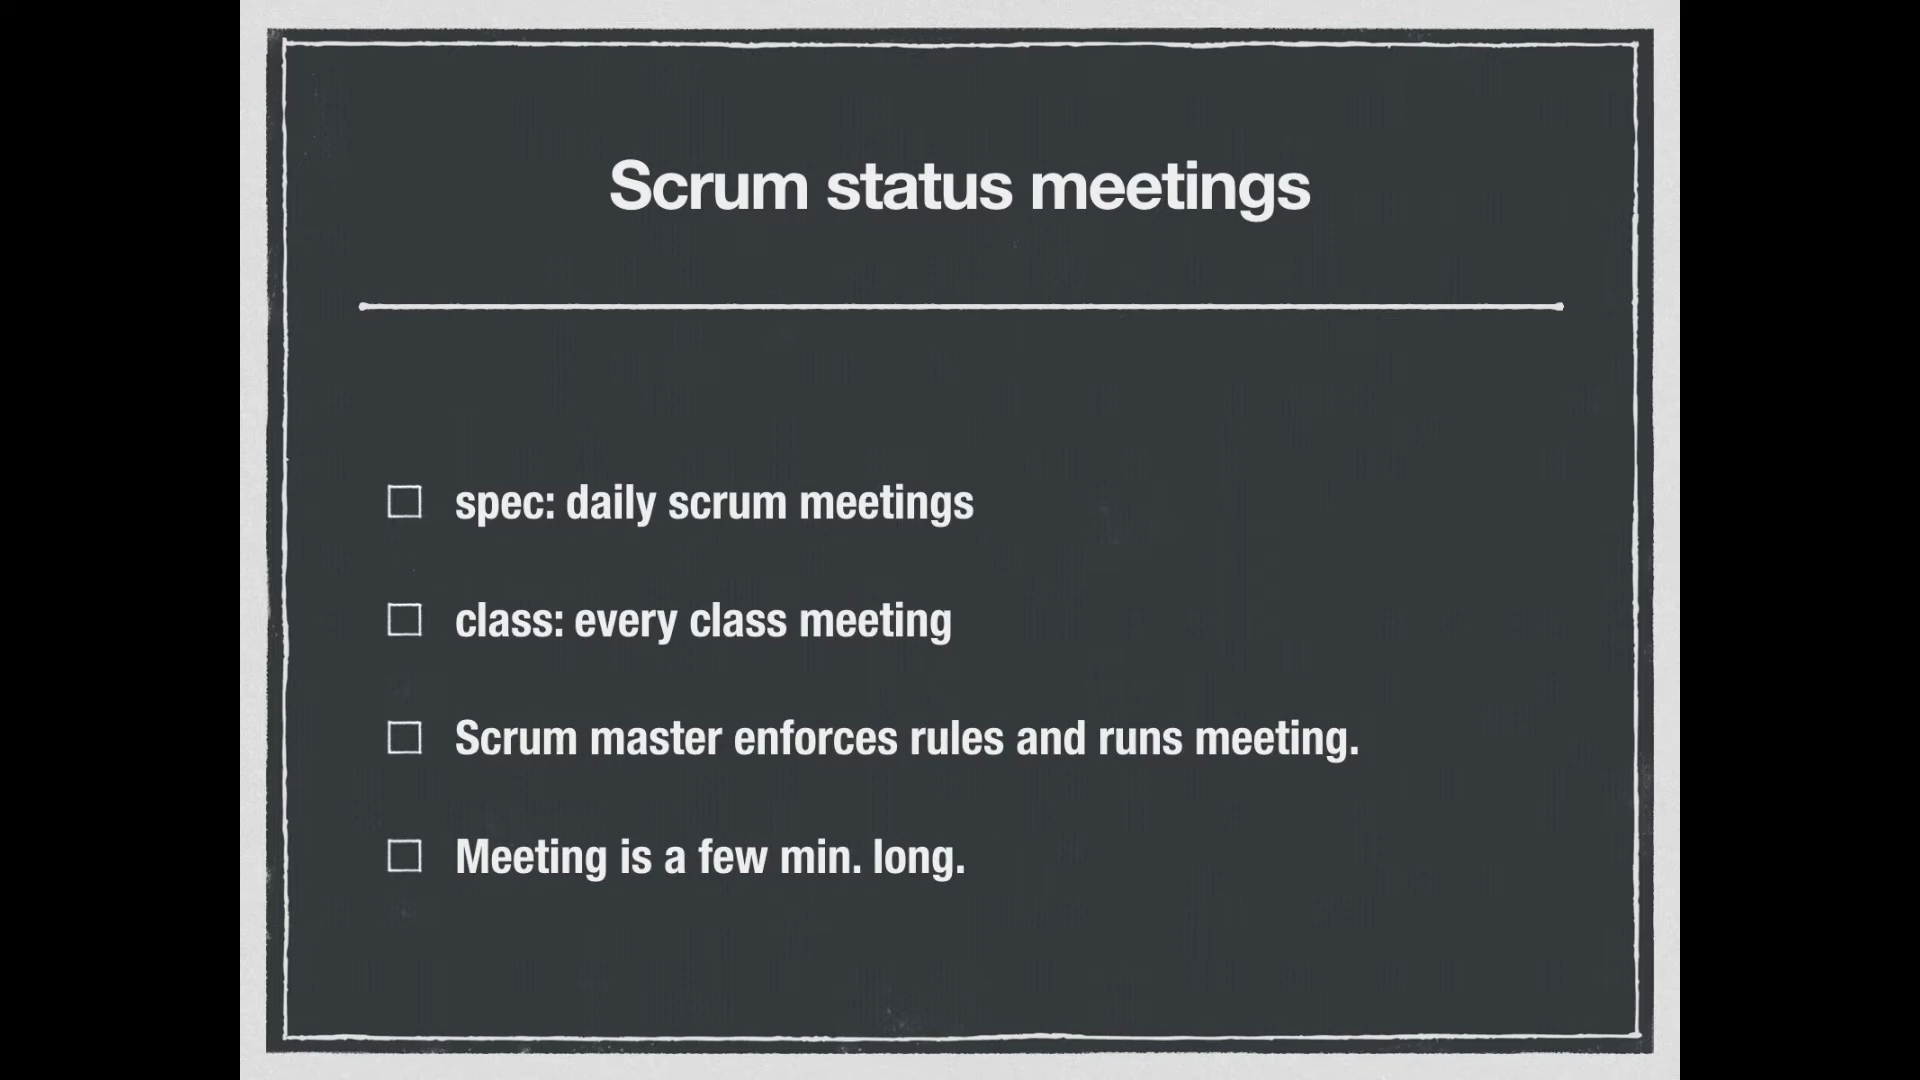 Scrum status meetings
spec: daily scrum meetings
class: every class meeting
Scrum master enforces rules and runs meeting.
Meeting is a few min. long.